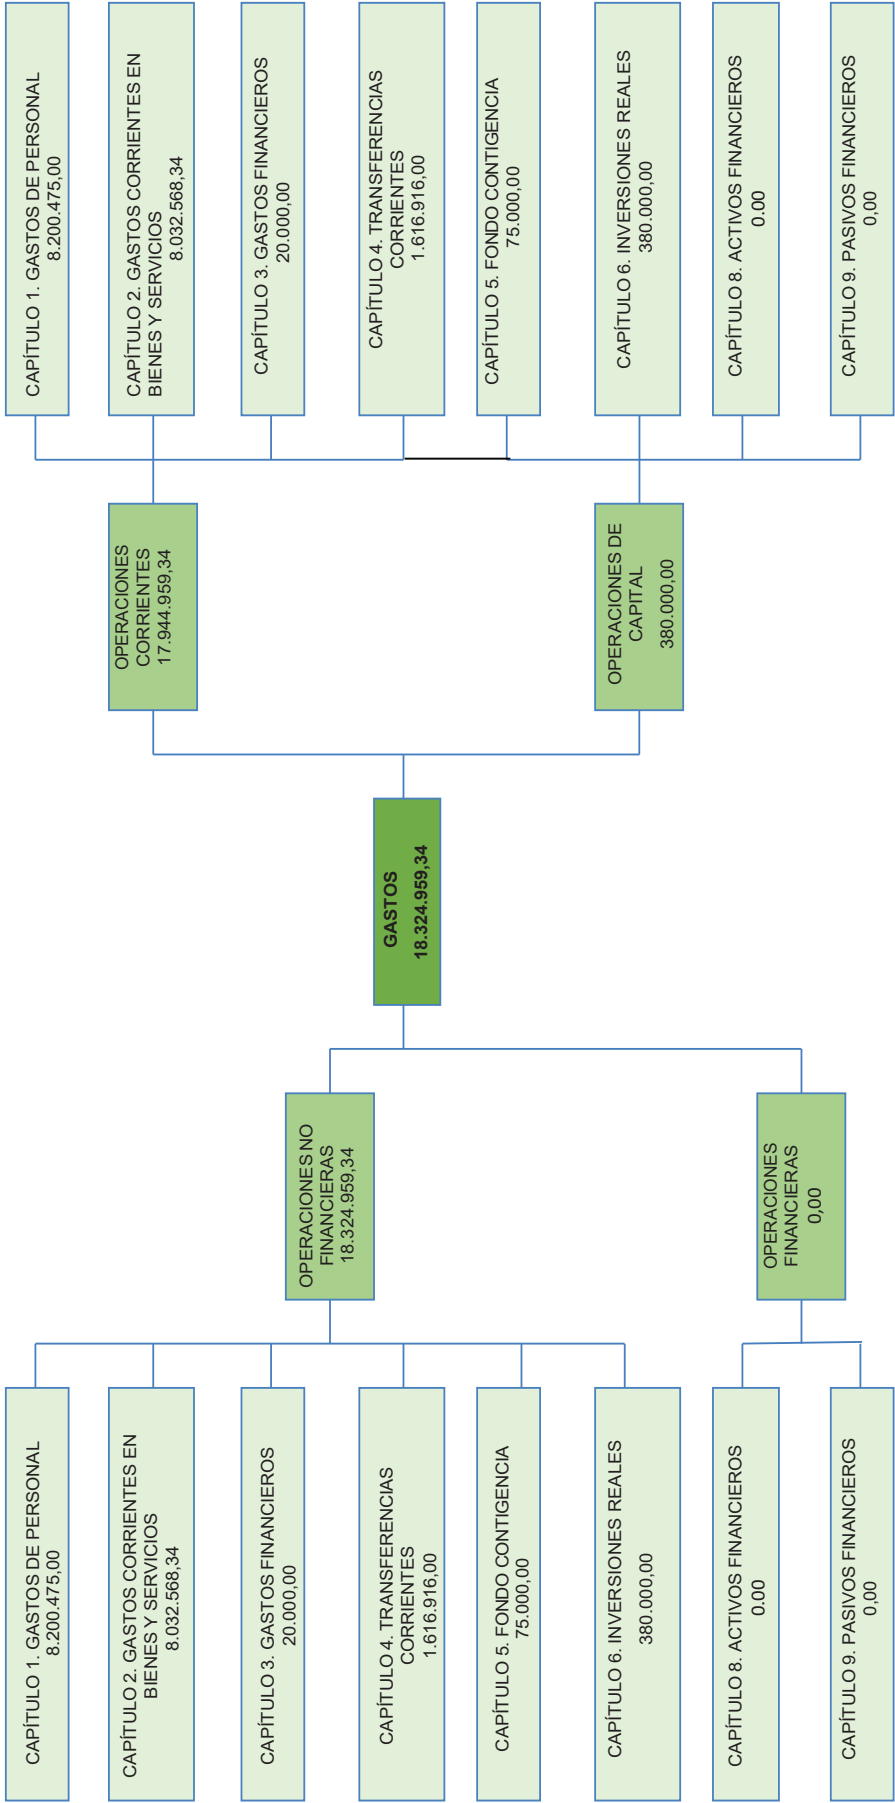 CAPÍTULO 1. GASTOS DE PERSONAL
8.200.475,00
CAPÍTULO 2. GASTOS CORRIENTES EN
BIENES Y SERVICIOS
8.032.568,34
CAPÍTULO 3. GASTOS FINANCIEROS
20.000,00
CAPÍTULO 4. TRANSFERENCIAS
CORRIENTES
1.616.916,00
CAPÍTULO 5. FONDO CONTIGENCIA
75.000,00
CAPÍTULO 6. INVERSIONES REALES
380.000,00
CAPÍTULO 8. ACTIVOS FINANCIEROS
0.00
CAPÍTULO 9. PASIVOS FINANCIEROS
0,00
OPERACIONES NO
FINANCIERAS
18.324.959,34
OPERACIONES
FINANCIERAS
0,00
GASTOS
18.324.959,34
OPERACIONES
CORRIENTES
17.944.959,34
OPERACIONES DE
CAPITAL
380.000,00
CAPÍTULO 1. GASTOS DE PERSONAL
8.200.475,00
CAPÍTULO 2. GASTOS CORRIENTES EN
BIENES Y SERVICIOS
8.032.568,34
CAPÍTULO 3. GASTOS FINANCIEROS
20.000,00
CAPÍTULO 4. TRANSFERENCIAS
CORRIENTES
1.616.916,00
CAPÍTULO 5. FONDO CONTIGENCIA
75.000,00
CAPÍTULO 6. INVERSIONES REALES
380.000,00
CAPÍTULO 8. ACTIVOS FINANCIEROS
0.00
CAPÍTULO 9. PASIVOS FINANCIEROS
0,00